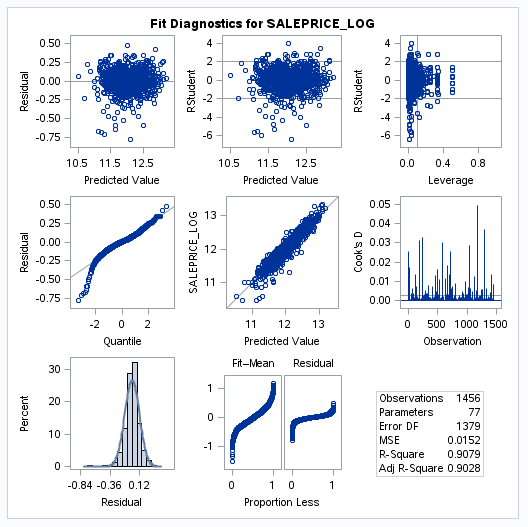 Fit Diagnostics for SALEPRICE_LOG
0.50
0.25
0.00
-0.25
-0.50
-0.75
Residual
10.5 11.5 12.5
Predicted Value
4
2
0
-2
-4
-6
RStudent
10.5 11.5 12.5
Predicted Value
4
2
0
-2
-4
-6
RStudent
0.0 0.4 0.8
Leverage
0.50
0.25
0.00
-0.25
-0.50
-0.75
Residual
-2 0 2
Quantile
13
12
11
SALEPRICE_LOG
11 12 13
Predicted Value
0.05
0.04
0.03
0.02
0.01
0.00
Cook's D
0 500 1000 1500
Observation
30
20
10
0
Percent
-0.84 -0.36 0.12
Residual
Fit–Mean Residual
1
0
-1
0 1 0 1
Proportion Less
Observations 1456
Parameters 77
Error DF 1379
MSE 0.0152
R-Square 0.9079
Adj R-Square 0.9028